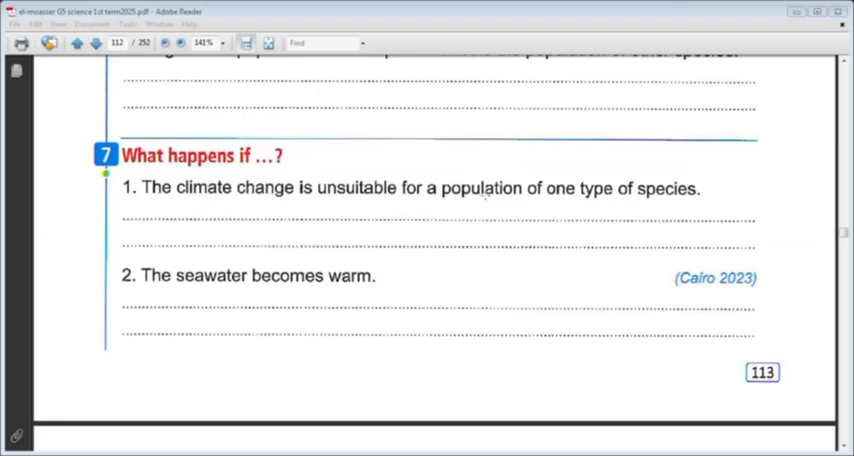 el-moasser G5 science 1st term2025.pdf - Adobe Reader
File Edit View Document Tools Window Help
112 / 252 141% Find
7 What happens if ...?
1. The climate change is unsuitable for a population of one type of species.
2. The seawater becomes warm. (Cairo 2023)
113